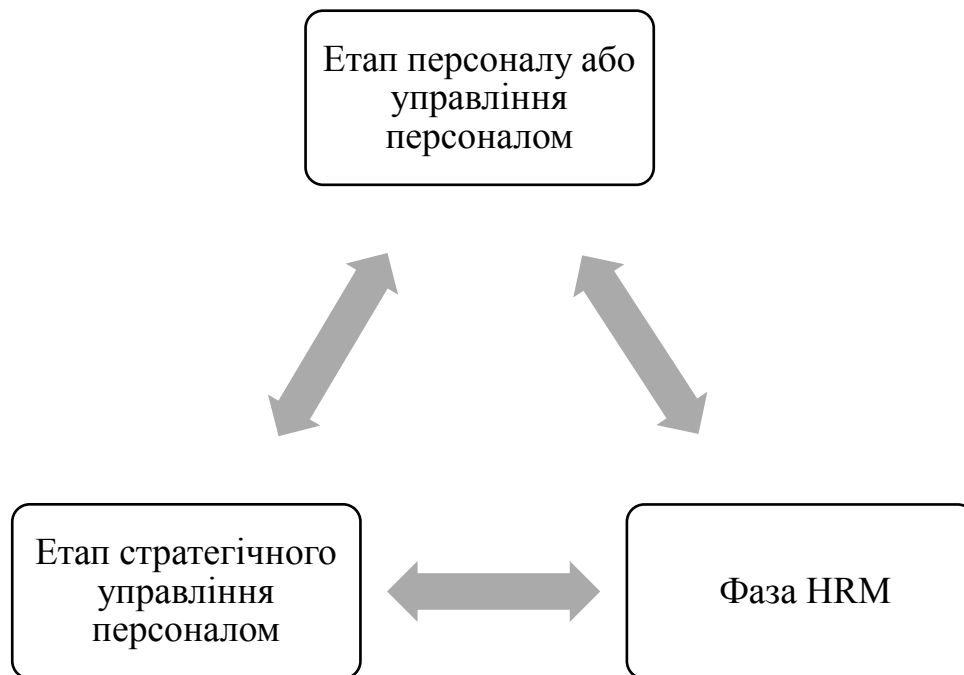 Етап персоналу або
управління
персоналом
Етап стратегічного
управління
персоналом
Фаза HRM